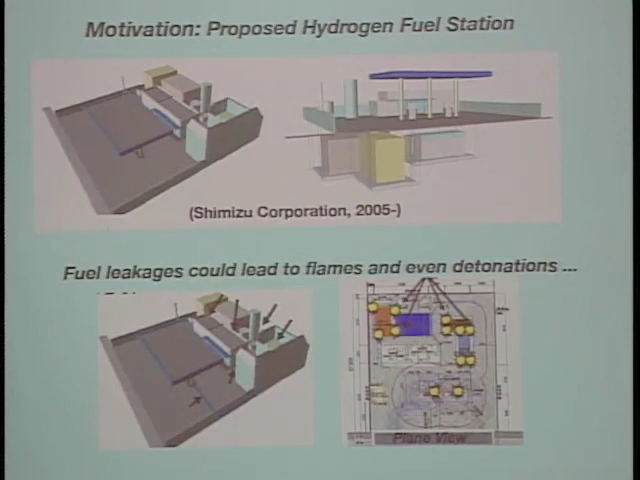 Motivation: Proposed Hydrogen Fuel Station
(Shimizu Corporation, 2005-)
Fuel leakages could lead to flames and even detonations ...
Plane View